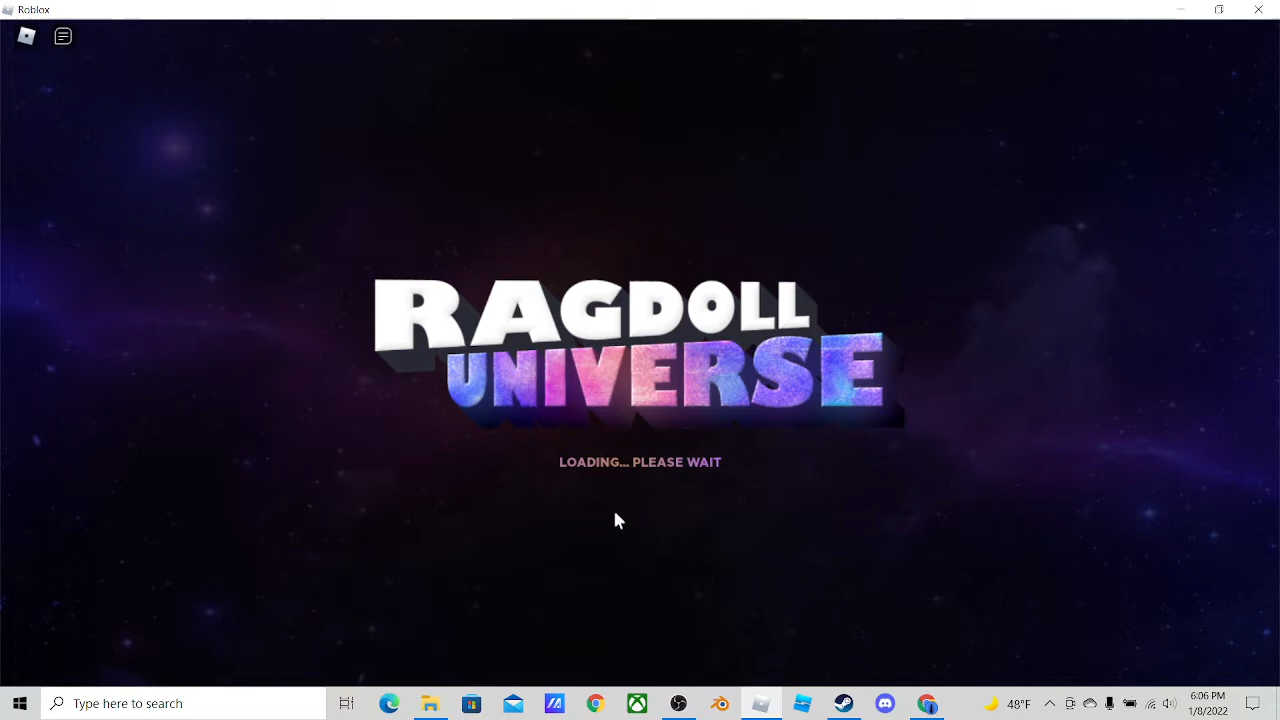 Roblox
RAGDOLL
UNIVERSE
LOADING... PLEASE WAIT
Type here to search
48°F
6:06 PM
1/8/2022